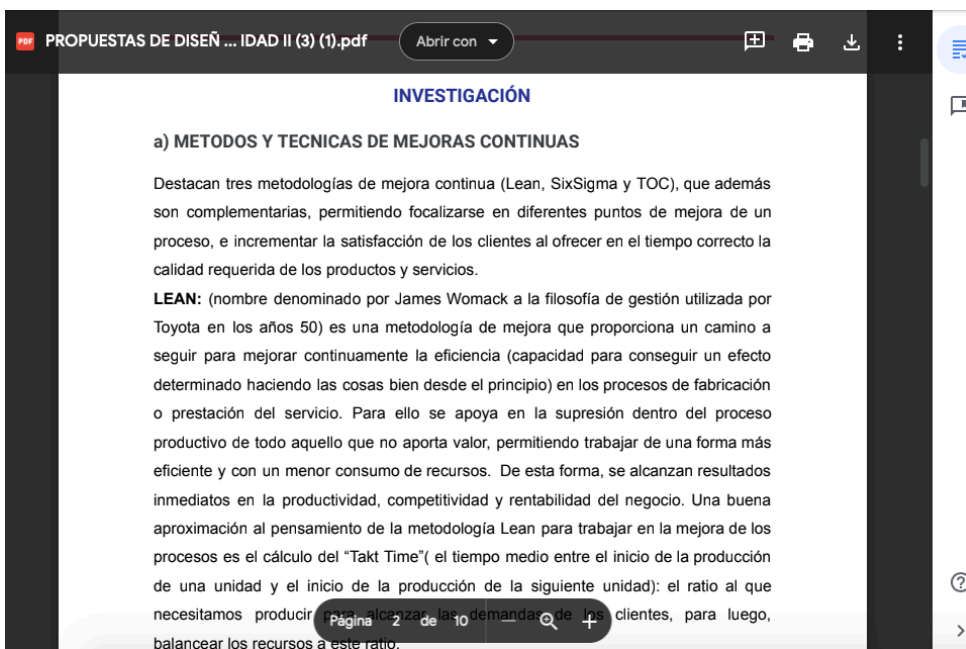 PDF PROPUESTAS DE DISEÑ ... IDAD II (3) (1).pdf Abrir con
INVESTIGACIÓN
a) METODOS Y TECNICAS DE MEJORAS CONTINUAS
Destacan tres metodologías de mejora continua (Lean, SixSigma y TOC), que además
son complementarias, permitiendo focalizarse en diferentes puntos de mejora de un
proceso, e incrementar la satisfacción de los clientes al ofrecer en el tiempo correcto la
calidad requerida de los productos y servicios.
LEAN: (nombre denominado por James Womack a la filosofía de gestión utilizada por
Toyota en los años 50) es una metodología de mejora que proporciona un camino a
seguir para mejorar continuamente la eficiencia (capacidad para conseguir un efecto
determinado haciendo las cosas bien desde el principio) en los procesos de fabricación
o prestación del servicio. Para ello se apoya en la supresión dentro del proceso
productivo de todo aquello que no aporta valor, permitiendo trabajar de una forma más
eficiente y con un menor consumo de recursos. De esta forma, se alcanzan resultados
inmediatos en la productividad, competitividad y rentabilidad del negocio. Una buena
aproximación al pensamiento de la metodología Lean para trabajar en la mejora de los
procesos es el cálculo del “Takt Time”( el tiempo medio entre el inicio de la producción
de una unidad y el inicio de la producción de la siguiente unidad): el ratio al que
necesitamos producir para alcanzar las demandas de los clientes, para luego,
Página 2 de 10
balancear los recursos a este ratio.